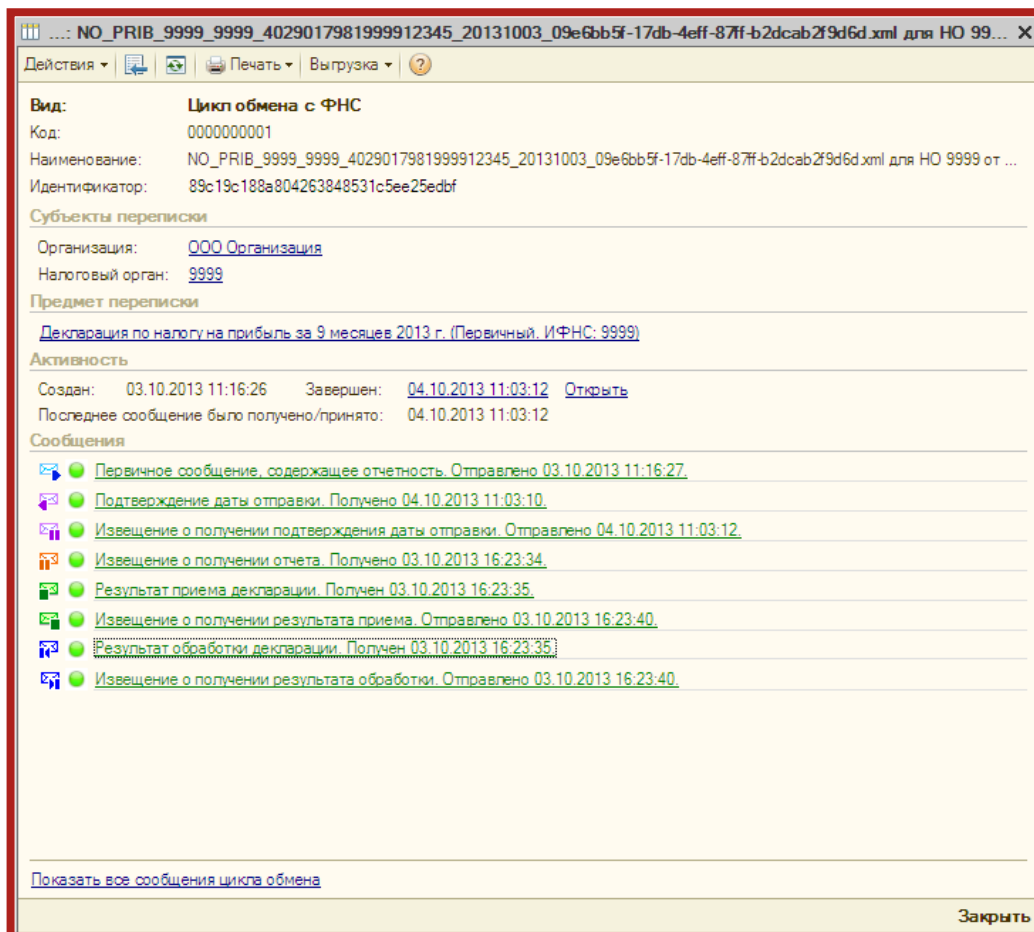 ...: NO_PRIB_9999_9999_4029017981999912345_20131003_09e6bb5f-17db-4eff-87ff-b2dcab2f9d6d.xml для НО 99...
Действия Печать Выгрузка
Вид: Цикл обмена с ФНС
Код: 0000000001
Наименование: NO_PRIB_9999_9999_4029017981999912345_20131003_09e6bb5f-17db-4eff-87ff-b2dcab2f9d6d.xml для НО 9999 от ...
Идентификатор: 89c19c188a804263848531c5ee25edbf
Субъекты переписки
Организация: ООО Организация
Налоговый орган: 9999
Предмет переписки
Декларация по налогу на прибыль за 9 месяцев 2013 г. (Первичный. ИФНС: 9999)
Активность
Создан: 03.10.2013 11:16:26 Завершен: 04.10.2013 11:03:12 Открыть
Последнее сообщение было получено/принято: 04.10.2013 11:03:12
Сообщения
Первичное сообщение, содержащее отчетность. Отправлено 03.10.2013 11:16:27.
Подтверждение даты отправки. Получено 04.10.2013 11:03:10.
Извещение о получении подтверждения даты отправки. Отправлено 04.10.2013 11:03:12.
Извещение о получении отчета. Получено 03.10.2013 16:23:34.
Результат приема декларации. Получен 03.10.2013 16:23:35.
Извещение о получении результата приема. Отправлено 03.10.2013 16:23:40.
Результат обработки декларации. Получен 03.10.2013 16:23:35.
Извещение о получении результата обработки. Отправлено 03.10.2013 16:23:40.
Показать все сообщения цикла обмена
Закрыть